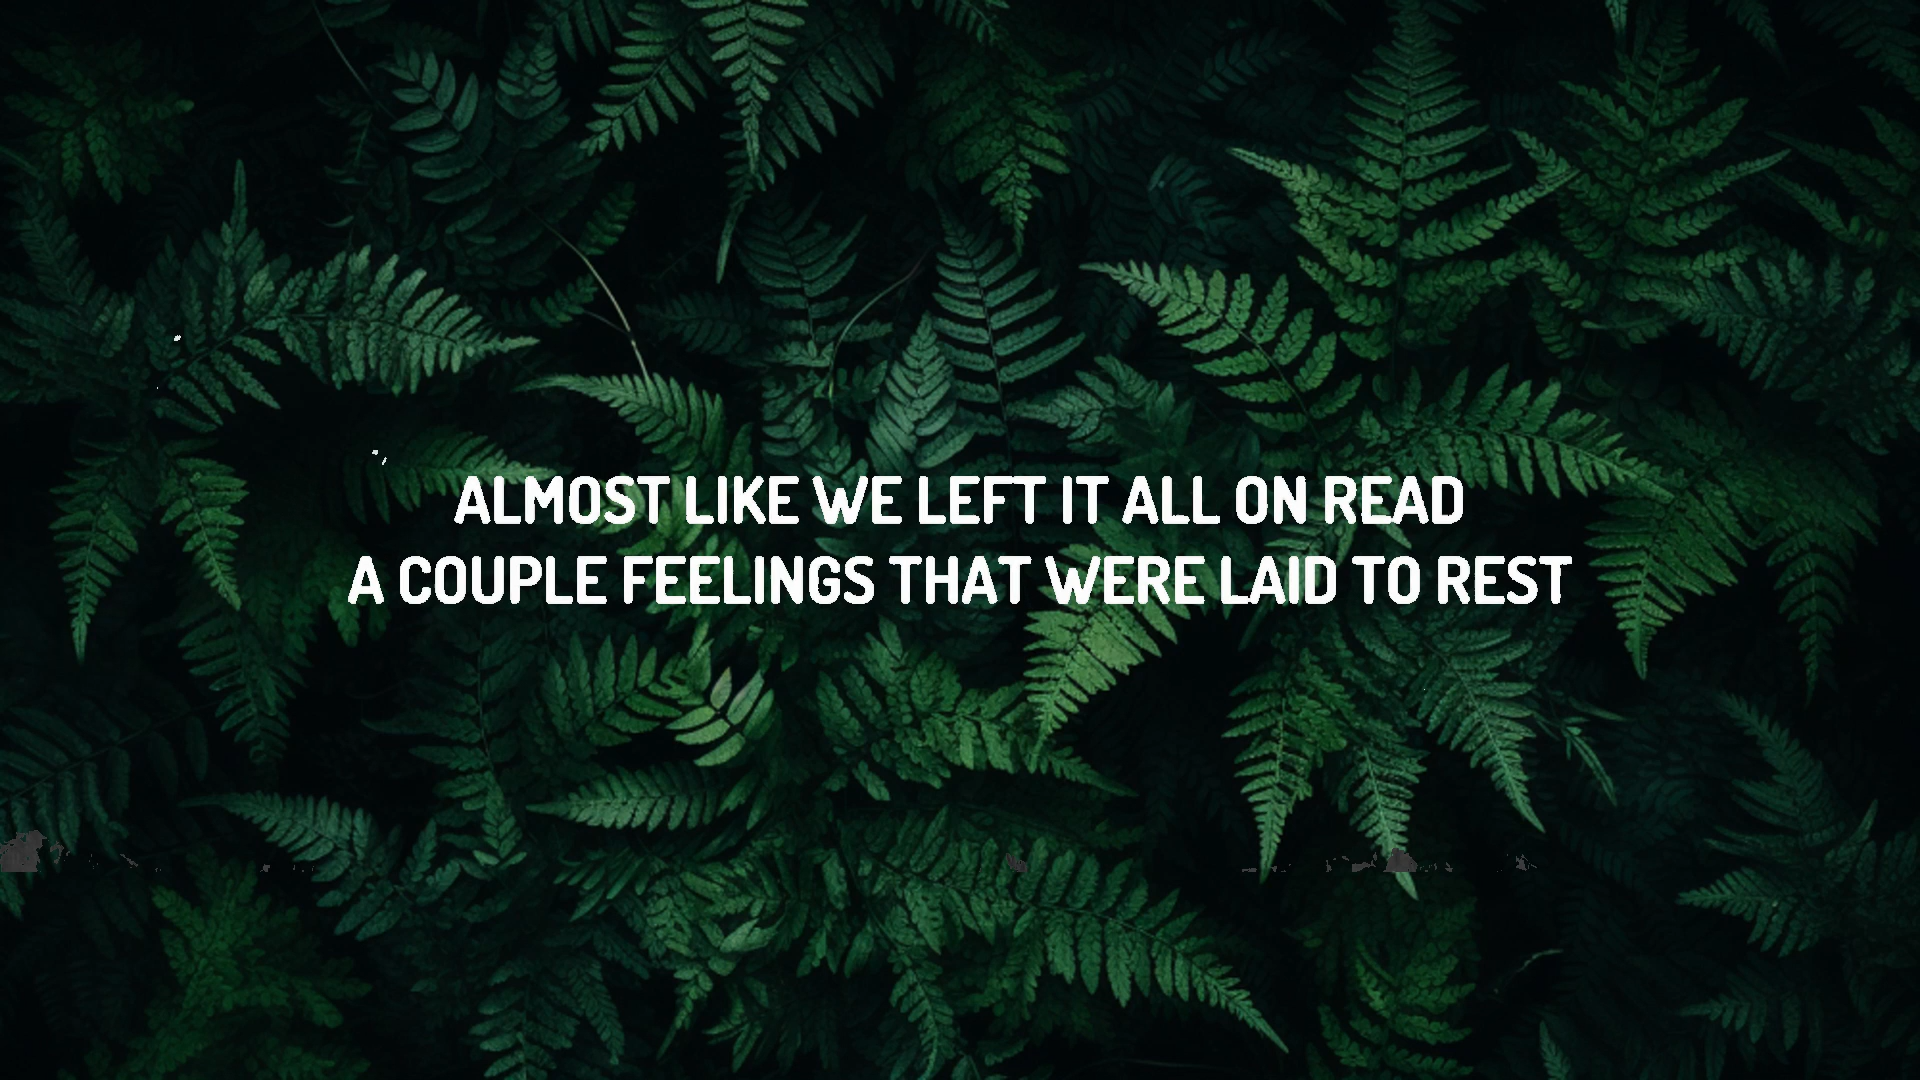 ALMOST LIKE WE LEFT IT ALL ON READ
A COUPLE FEELINGS THAT WERE LAID TO REST